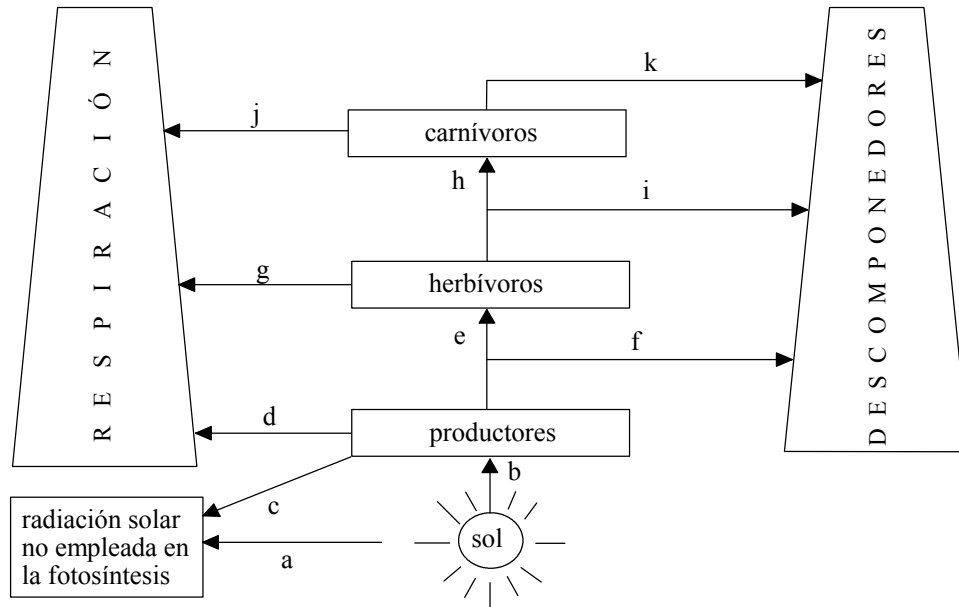 k
RESPIRACIÓN
DESCOMPONEDORES
j
carnívoros
h
i
g
herbívoros
e
f
d
productores
b
c
radiación solar
no empleada en
la fotosíntesis
a
sol